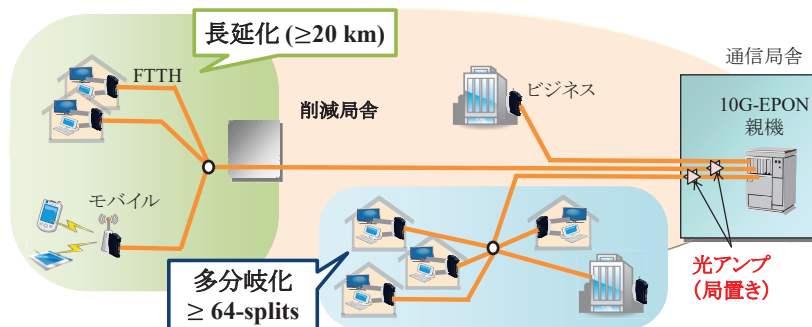 長延化 (≥20 km)
FTTH
削減局舎
モバイル
ビジネス
通信局舎
10G-EPON
親機
多分岐化
≥ 64-splits
光アンプ
(局置き)